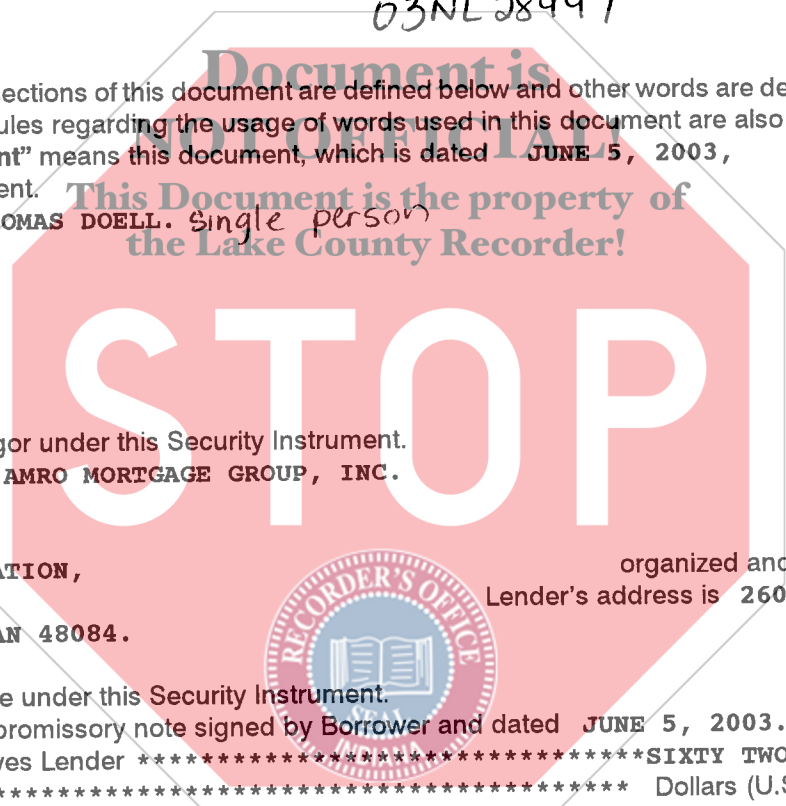 03NL28447
Document is
ections of this document are defined below and other words are de
ules regarding the usage of words used in this document are also
NOT OFFICIAL!
nt” means this document, which is dated JUNE 5, 2003,
ent.
This Document is the property of
OMAS DOELL. single person
the Lake County Recorder!
STOP
gor under this Security Instrument.
AMRO MORTGAGE GROUP, INC.
organized and
ATION,
Lender’s address is 260
AN 48084.
RECORDER'S OFFICE
SEAL
INDIANA
e under this Security Instrument.
promissory note signed by Borrower and dated JUNE 5, 2003.
ves Lender **********************************SIXTY TWO
****************************************** Dollars (U.S